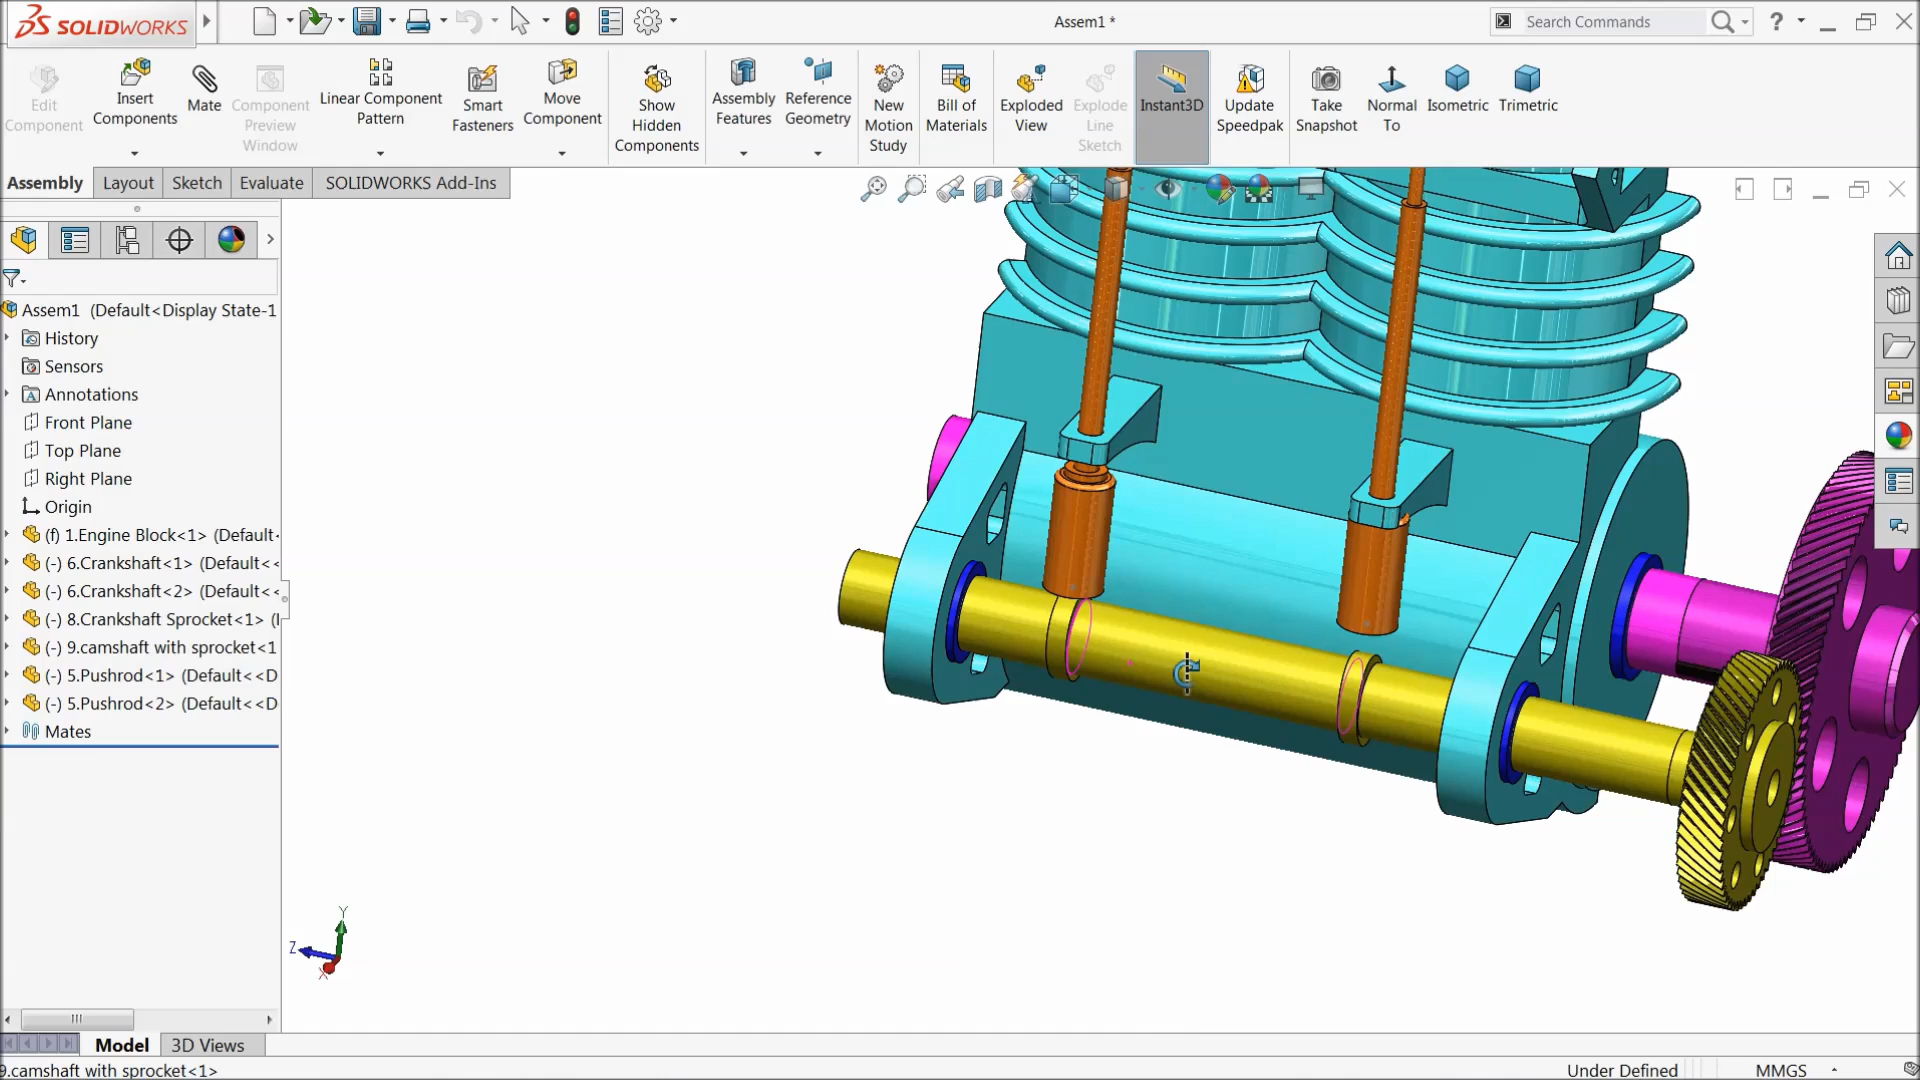 SOLIDWORKS
Assem1 *
Search Commands
Edit
Component
Insert
Components
Mate
Component
Preview
Window
Linear Component
Pattern
Smart
Fasteners
Move
Component
Show
Hidden
Components
Assembly
Features
Reference
Geometry
New
Motion
Study
Bill of
Materials
Exploded
View
Explode
Line
Sketch
Instant3D
Update
Speedpak
Take
Snapshot
Normal
To
Isometric
Trimetric
Assembly
Layout
Sketch
Evaluate
SOLIDWORKS Add-Ins
Assem1 (Default<Display State-1
History
Sensors
Annotations
Front Plane
Top Plane
Right Plane
Origin
(f) 1.Engine Block<1> (Default<
(-) 6.Crankshaft<1> (Default<<
(-) 6.Crankshaft<2> (Default<<
(-) 8.Crankshaft Sprocket<1> (
(-) 9.camshaft with sprocket<1
(-) 5.Pushrod<1> (Default<<D
(-) 5.Pushrod<2> (Default<<D
Mates
Y
Z
X
Model
3D Views
9.camshaft with sprocket<1>
Under Defined
MMGS